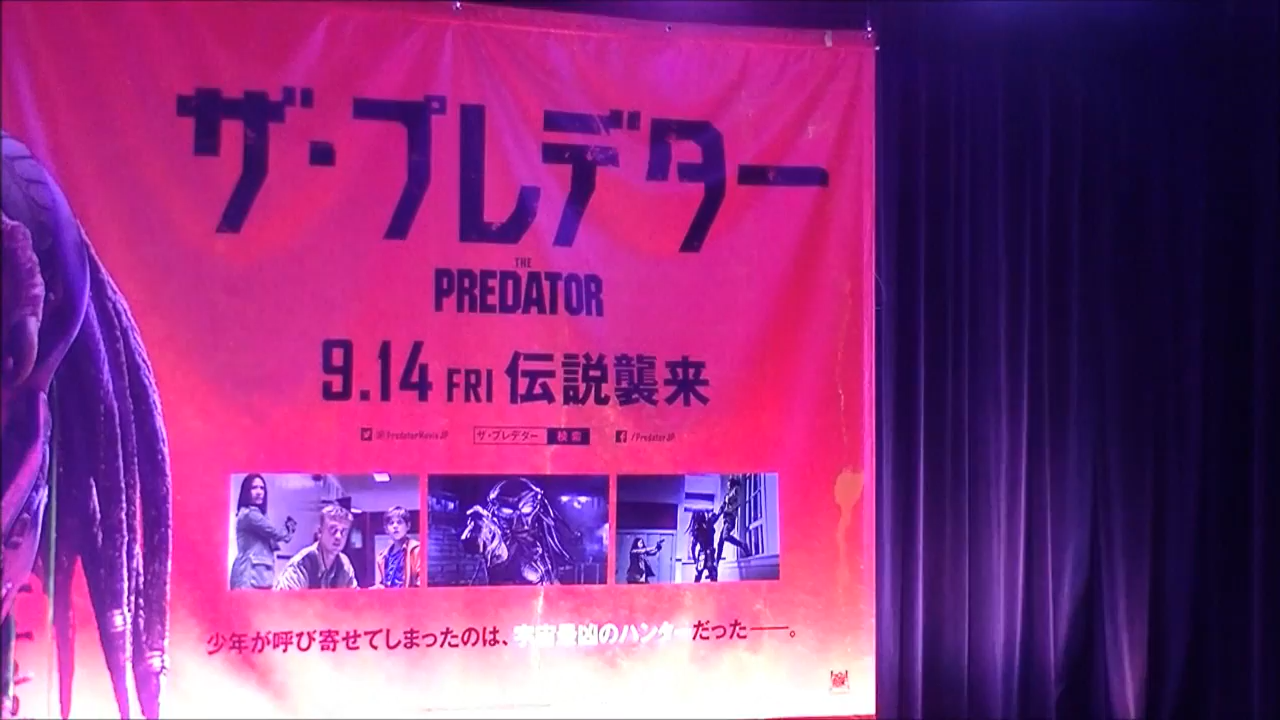 ザ・プレデター
THE
PREDATOR
9.14 FRI 伝説襲来
@PredatorMovieJP ザ・プレデター 検索 /PredatorJP
少年が呼び寄せてしまったのは、宇宙最凶のハンターだった──。